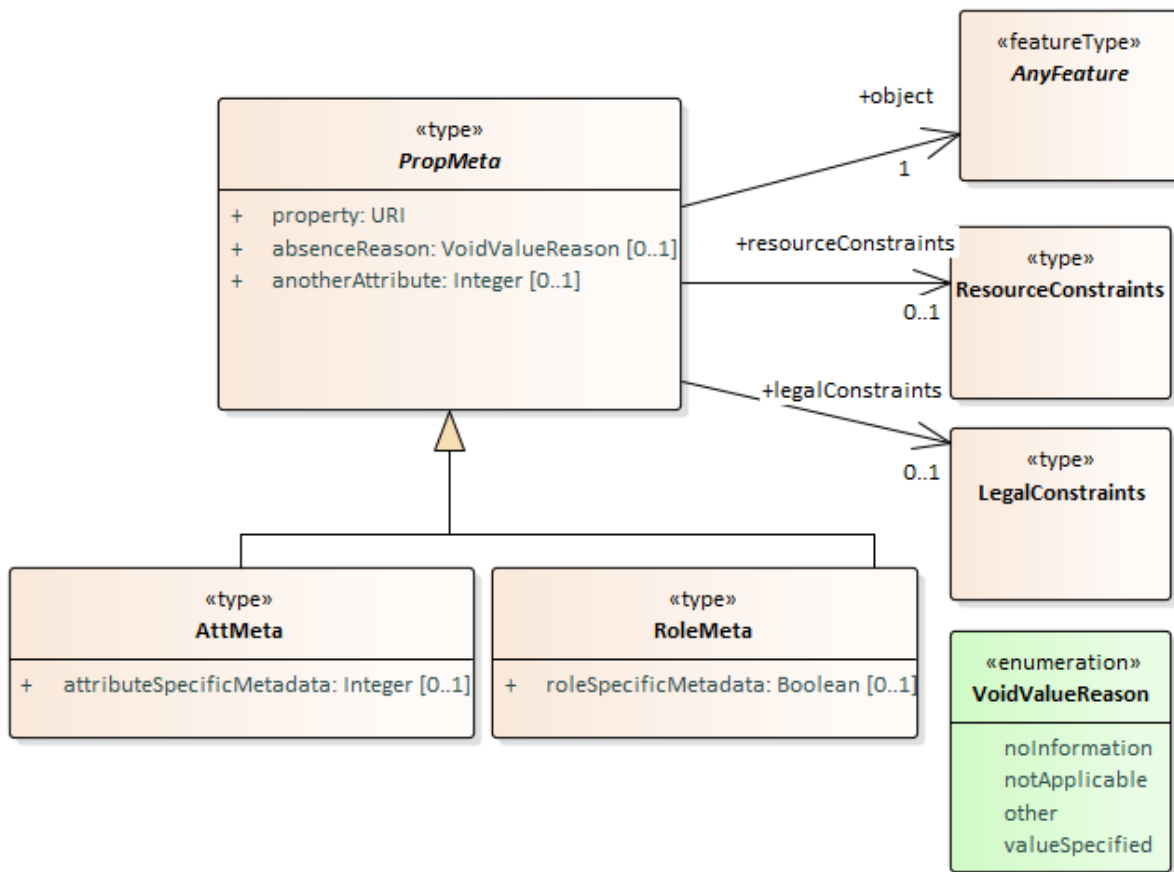 «featureType»
AnyFeature
+object
1
«type»
PropMeta
+ property: URI
+ absenceReason: VoidValueReason [0..1]
+ anotherAttribute: Integer [0..1]
+resourceConstraints
0..1
«type»
ResourceConstraints
+legalConstraints
0..1
«type»
LegalConstraints
«type»
AttMeta
+ attributeSpecificMetadata: Integer [0..1]
«type»
RoleMeta
+ roleSpecificMetadata: Boolean [0..1]
«enumeration»
VoidValueReason
noInformation
notApplicable
other
valueSpecified